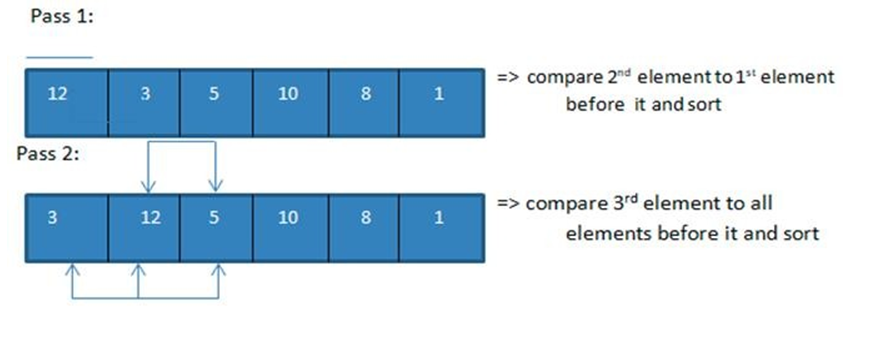 Pass 1:
12 3 5 10 8 1
=> compare 2nd element to 1st element
before it and sort
Pass 2:
3 12 5 10 8 1
=> compare 3rd element to all
elements before it and sort